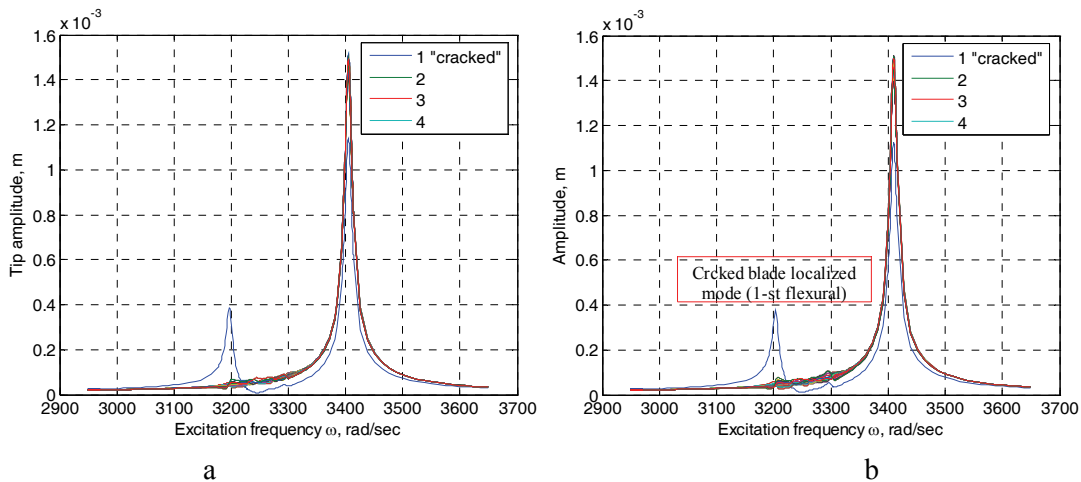 x 10⁻³
1.6
1.4
1.2
1
0.8
0.6
0.4
0.2
0
Tip amplitude, m
2900 3000 3100 3200 3300 3400 3500 3600 3700
Excitation frequency ω, rad/sec
1 "cracked"
2
3
4
a
x 10⁻³
1.6
1.4
1.2
1
0.8
0.6
0.4
0.2
0
Amplitude, m
2900 3000 3100 3200 3300 3400 3500 3600 3700
Excitation frequency ω, rad/sec
1 "cracked"
2
3
4
Crcked blade localized
mode (1-st flexural)
b